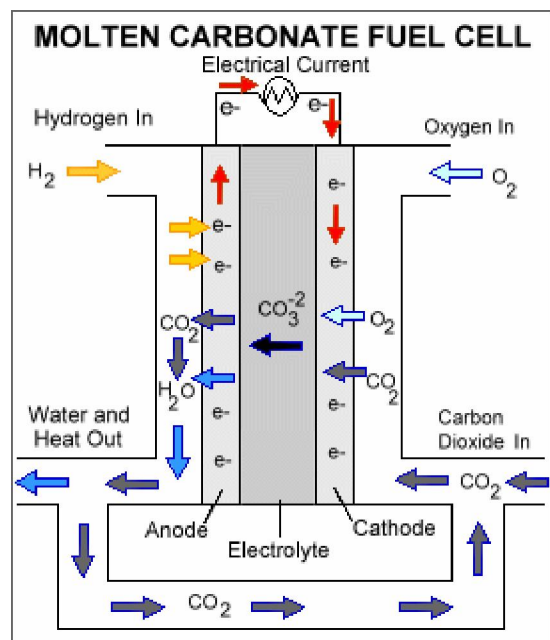 MOLTEN CARBONATE FUEL CELL
Electrical Current
e- e-
Hydrogen In
Oxygen In
H2
O2
e-
e-
e-
e-
CO3-2
CO2
O2
H2O
CO2
e-
e-
e-
e-
Water and
Heat Out
Carbon
Dioxide In
CO2
Anode
Cathode
Electrolyte
CO2